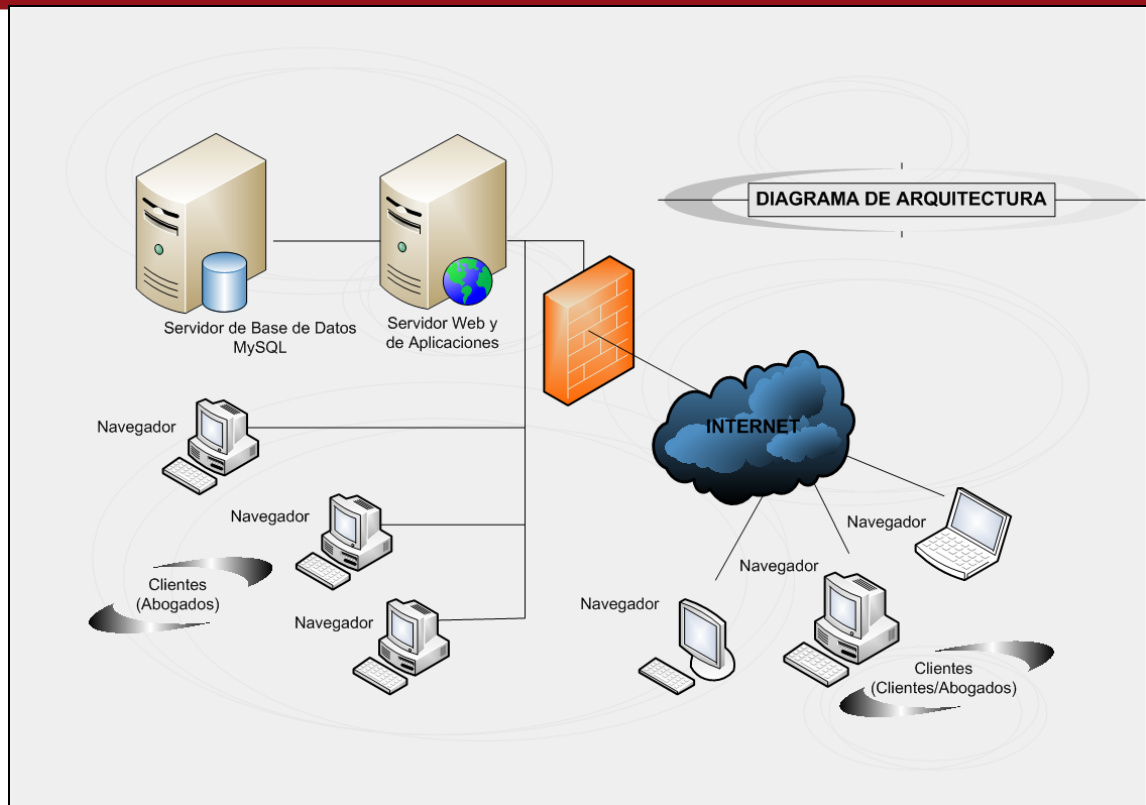 DIAGRAMA DE ARQUITECTURA
Servidor de Base de Datos
MySQL
Servidor Web y
de Aplicaciones
INTERNET
Navegador
Navegador
Navegador
Clientes
(Abogados)
Navegador
Navegador
Navegador
Clientes
(Clientes/Abogados)